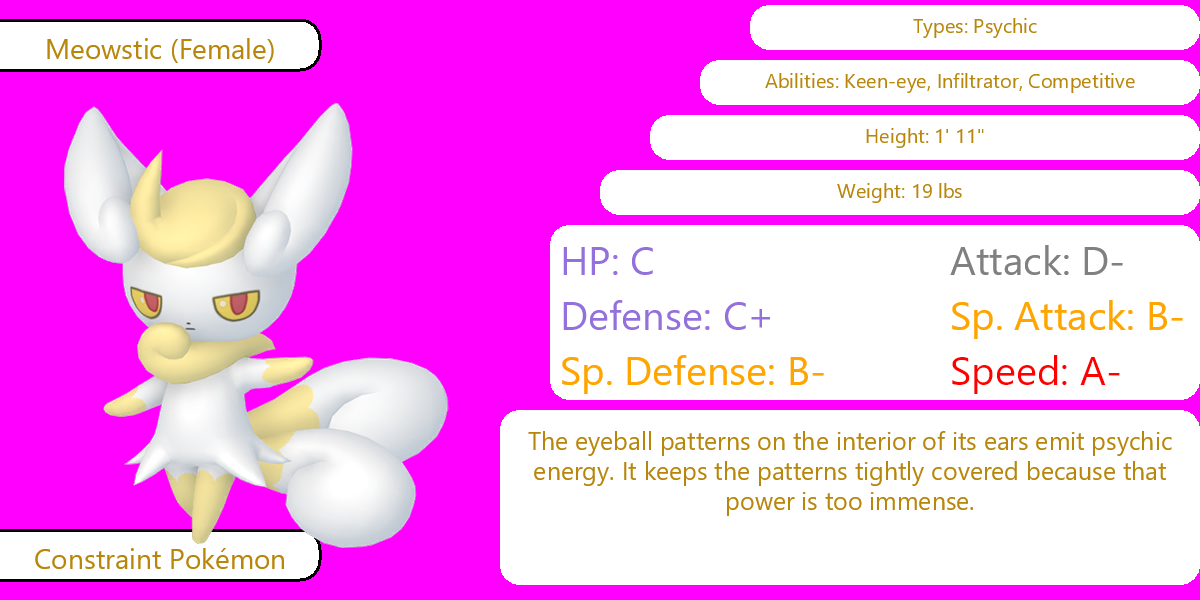 Meowstic (Female)
Types: Psychic
Abilities: Keen-eye, Infiltrator, Competitive
Height: 1' 11"
Weight: 19 lbs
HP: C
Attack: D-
Defense: C+
Sp. Attack: B-
Sp. Defense: B-
Speed: A-
The eyeball patterns on the interior of its ears emit psychic
energy. It keeps the patterns tightly covered because that
power is too immense.
Constraint Pokémon